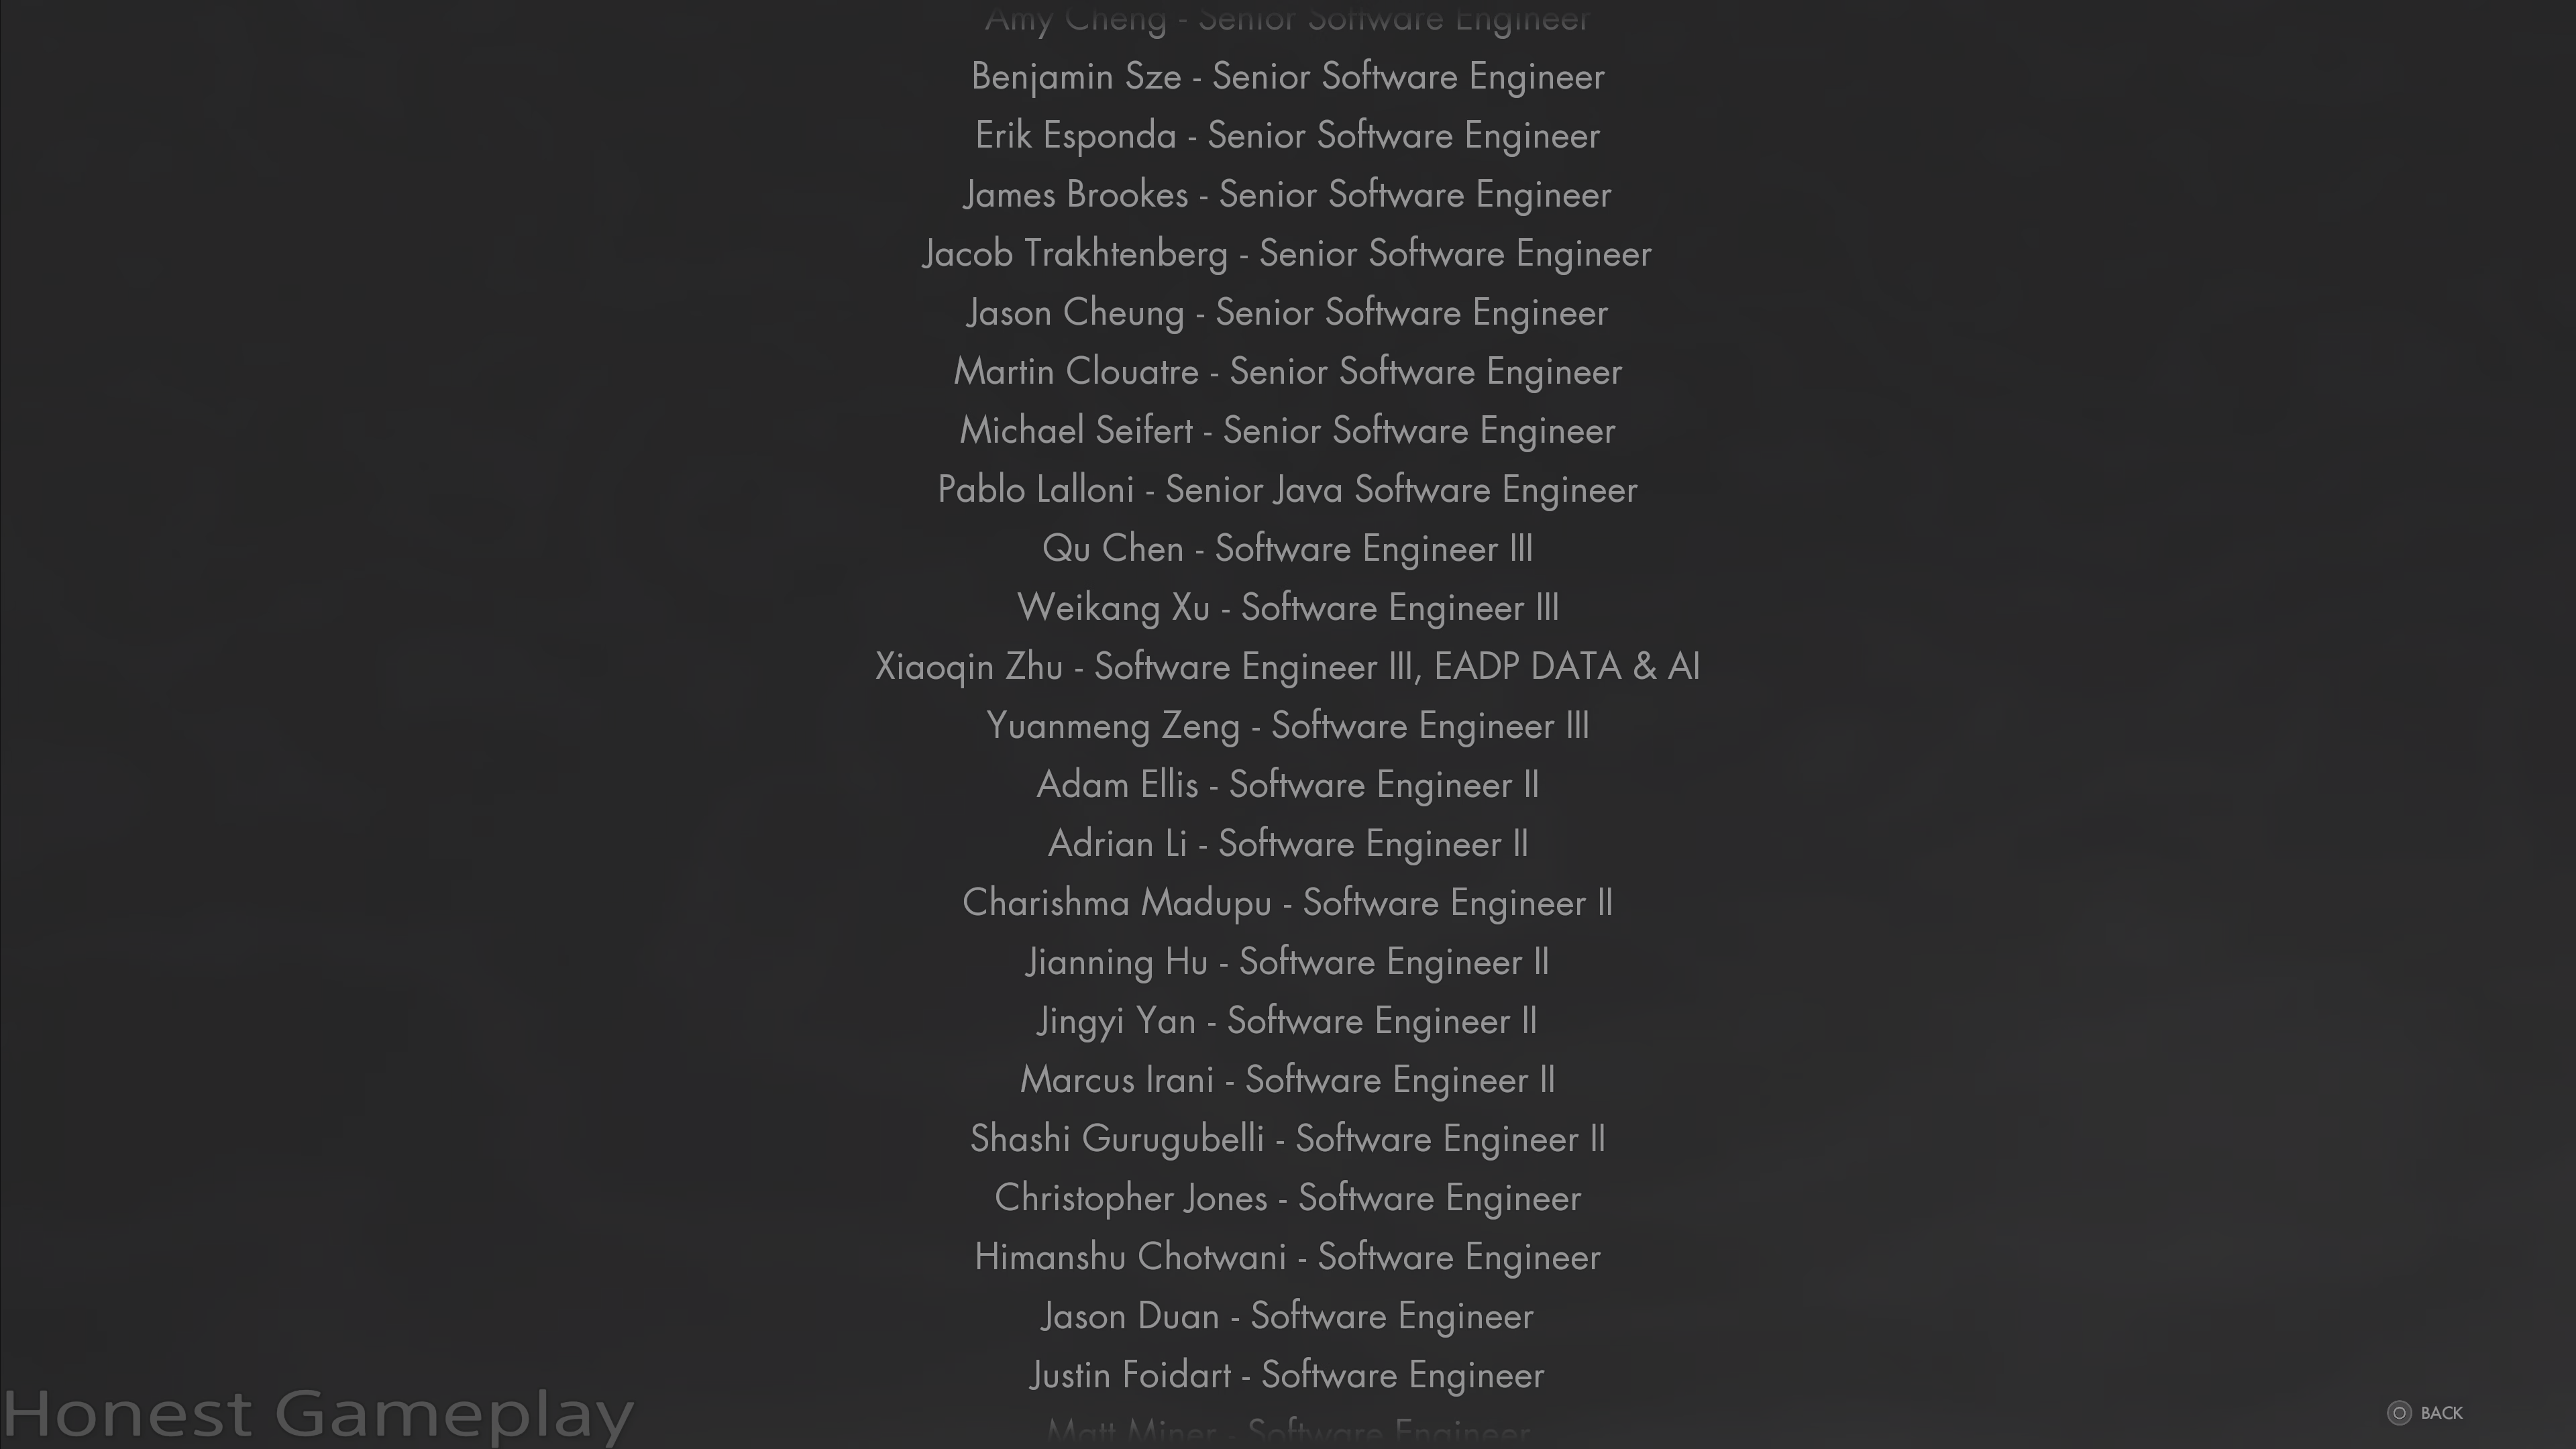 Amy Cheng - Senior Software Engineer
Benjamin Sze - Senior Software Engineer
Erik Esponda - Senior Software Engineer
James Brookes - Senior Software Engineer
Jacob Trakhtenberg - Senior Software Engineer
Jason Cheung - Senior Software Engineer
Martin Clouatre - Senior Software Engineer
Michael Seifert - Senior Software Engineer
Pablo Lalloni - Senior Java Software Engineer
Qu Chen - Software Engineer III
Weikang Xu - Software Engineer III
Xiaoqin Zhu - Software Engineer III, EADP DATA & AI
Yuanmeng Zeng - Software Engineer III
Adam Ellis - Software Engineer II
Adrian Li - Software Engineer II
Charishma Madupu - Software Engineer II
Jianning Hu - Software Engineer II
Jingyi Yan - Software Engineer II
Marcus Irani - Software Engineer II
Shashi Gurugubelli - Software Engineer II
Christopher Jones - Software Engineer
Himanshu Chotwani - Software Engineer
Jason Duan - Software Engineer
Justin Foidart - Software Engineer
Matt Miner - Software Engineer
Honest Gameplay
BACK